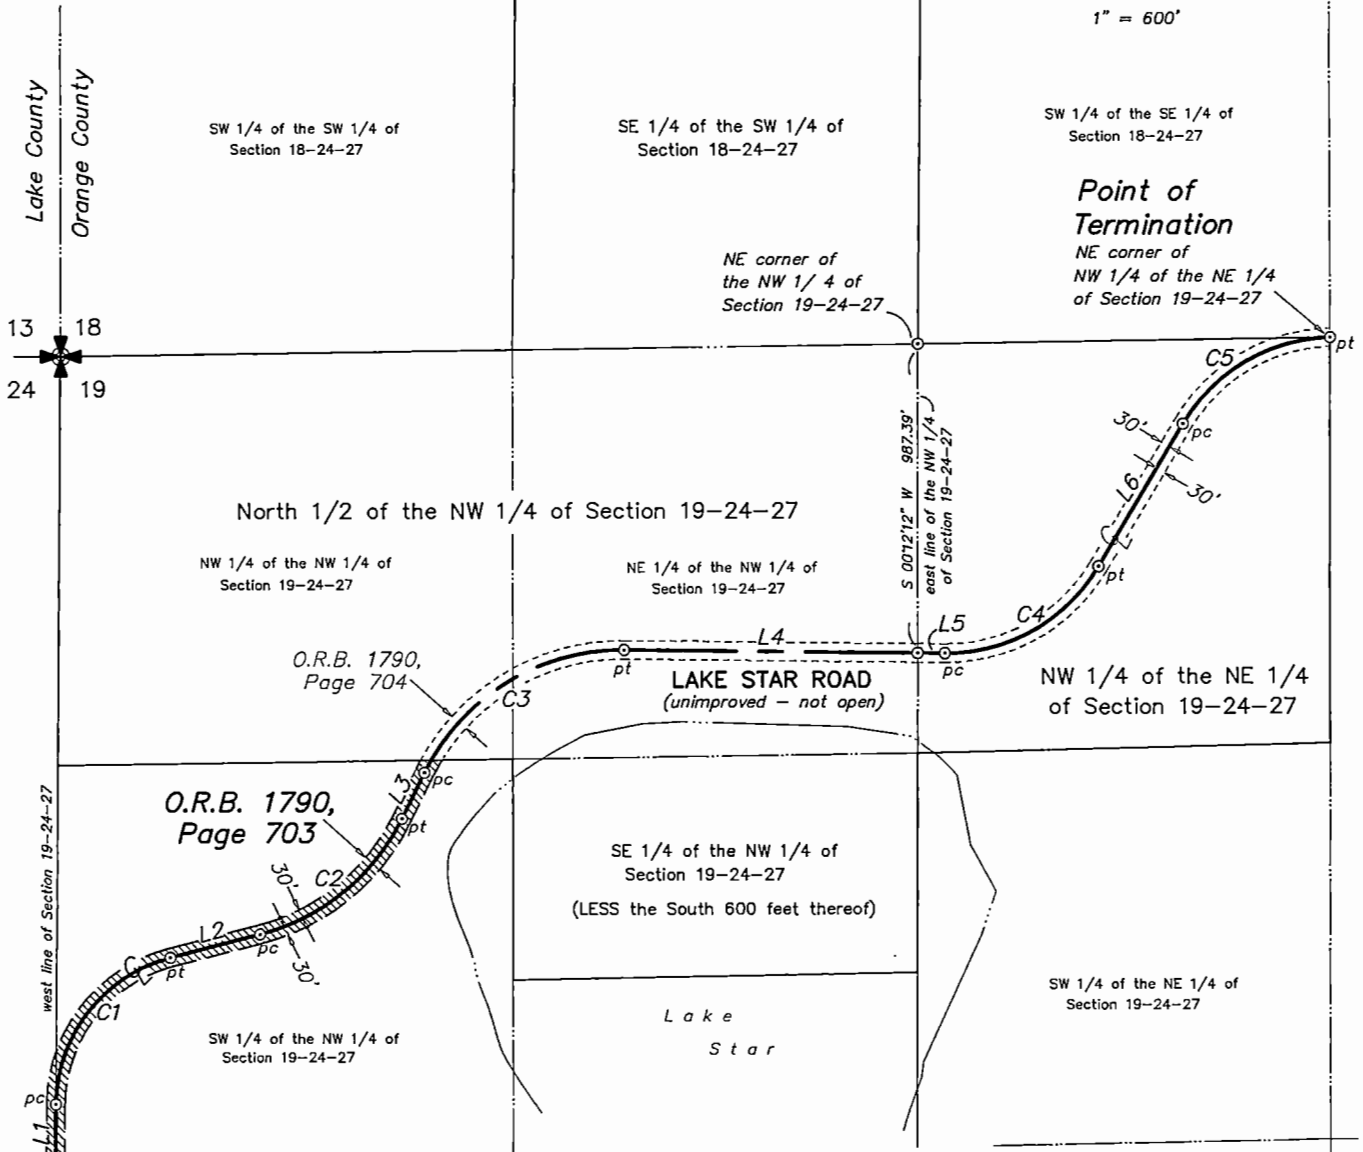 1" = 600'
Lake County
Orange County
SW 1/4 of the SW 1/4 of
Section 18-24-27
SE 1/4 of the SW 1/4 of
Section 18-24-27
SW 1/4 of the SE 1/4 of
Section 18-24-27
Point of
Termination
NE corner of
NW 1/4 of the NE 1/4
of Section 19-24-27
NE corner of
the NW 1/ 4 of
Section 19-24-27
13
18
24
19
pt
C5
pc
30'
30'
L6
CL
pt
S 00°12'12" W 987.39'
east line of the NW 1/4
of Section 19-24-27
North 1/2 of the NW 1/4 of Section 19-24-27
NW 1/4 of the NW 1/4 of
Section 19-24-27
NE 1/4 of the NW 1/4 of
Section 19-24-27
C4
L5
L4
pt
pc
O.R.B. 1790,
Page 704
C3
LAKE STAR ROAD
(unimproved - not open)
NW 1/4 of the NE 1/4
of Section 19-24-27
pc
L3
pt
O.R.B. 1790,
Page 703
west line of Section 19-24-27
C2
30'
30'
SE 1/4 of the NW 1/4 of
Section 19-24-27
(LESS the South 600 feet thereof)
L2
pc
pt
CL
C1
SW 1/4 of the NE 1/4 of
Section 19-24-27
Lake
Star
SW 1/4 of the NW 1/4 of
Section 19-24-27
pc
L1